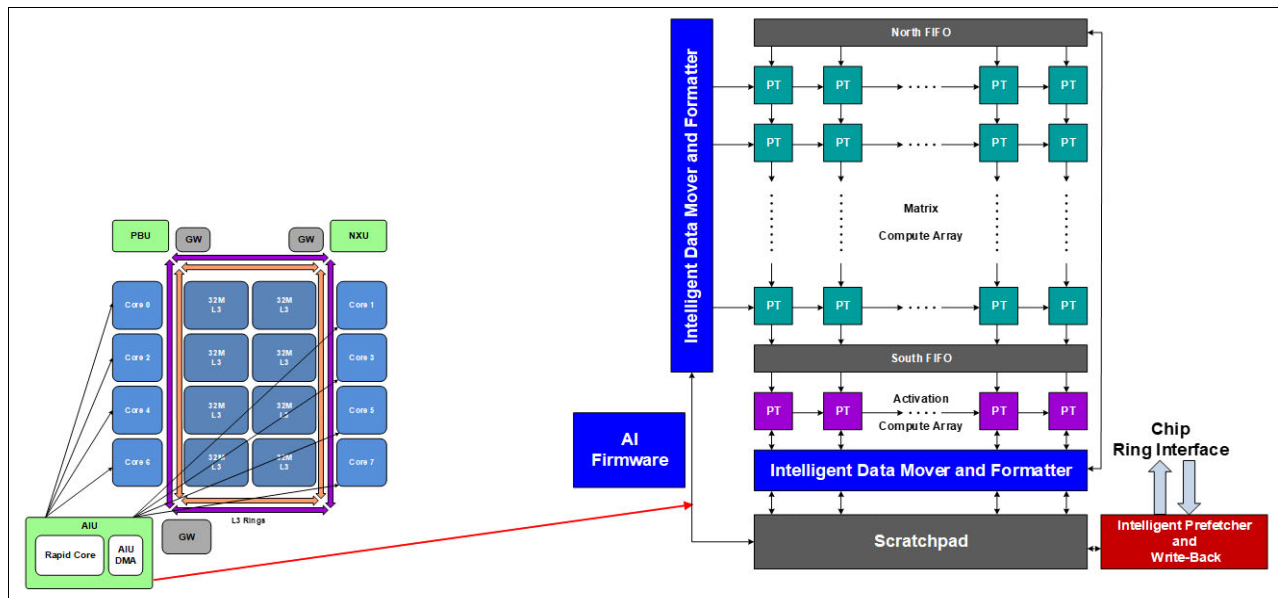 PBU
GW
GW
NXU
Core 0
32M
L3
32M
L3
Core 1
Core 2
32M
L3
32M
L3
Core 3
Core 4
32M
L3
32M
L3
Core 5
Core 6
32M
L3
32M
L3
Core 7
L3 Rings
AIU
Rapid Core
AIU
DMA
GW
Intelligent Data Mover and Formatter
North FIFO
PT
PT
PT
PT
PT
PT
PT
PT
Matrix
Compute Array
PT
PT
PT
PT
South FIFO
PT
PT
Activation
Compute Array
PT
PT
AI
Firmware
Intelligent Data Mover and Formatter
Scratchpad
Chip
Ring Interface
Intelligent Prefetcher
and
Write-Back